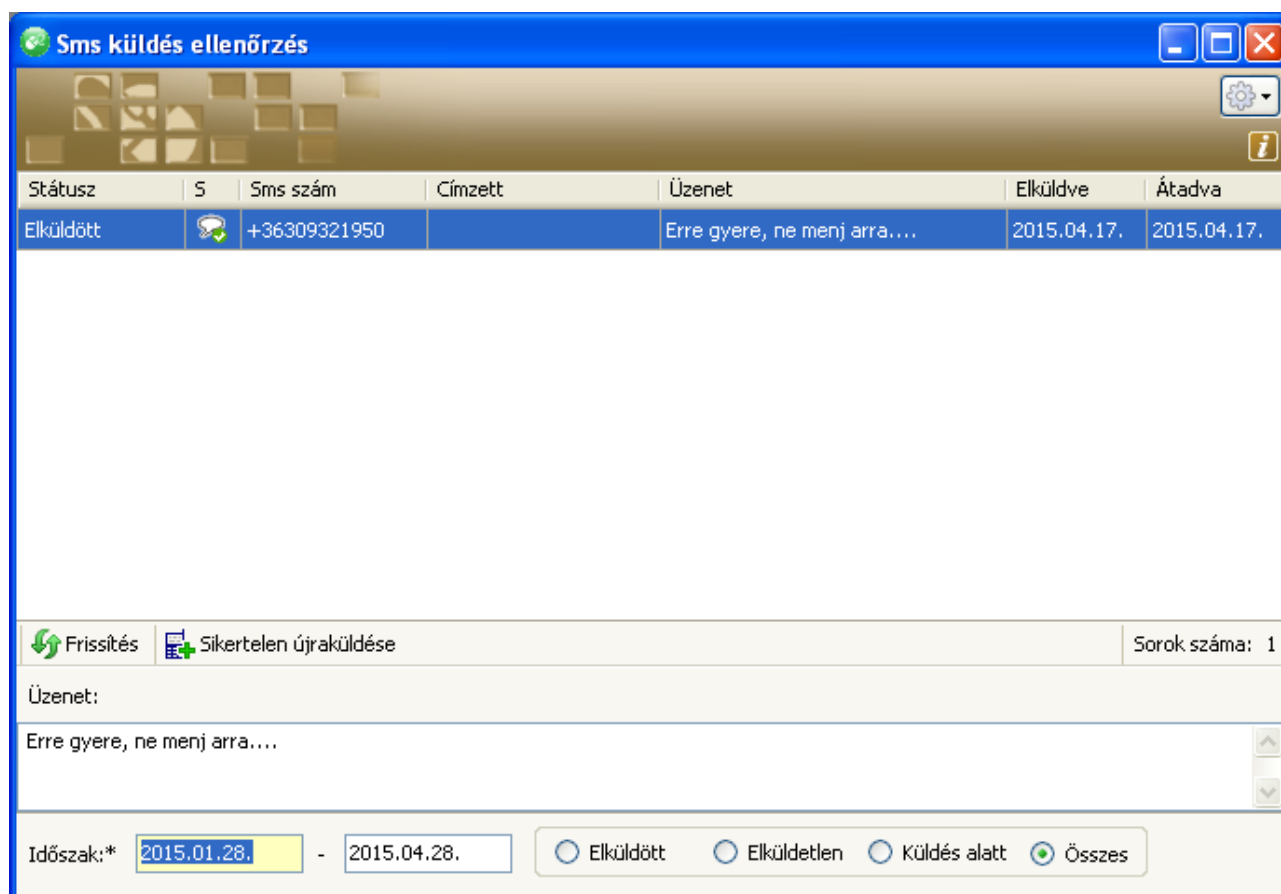 Sms küldés ellenőrzés
Státusz S Sms szám Címzett Üzenet Elküldve Átadva
Elküldött +36309321950 Erre gyere, ne menj arra.... 2015.04.17. 2015.04.17.
Frissítés Sikertelen újraküldése Sorok száma: 1
Üzenet:
Erre gyere, ne menj arra....
Időszak:* 2015.01.28. - 2015.04.28. Elküldött Elküldetlen Küldés alatt Összes